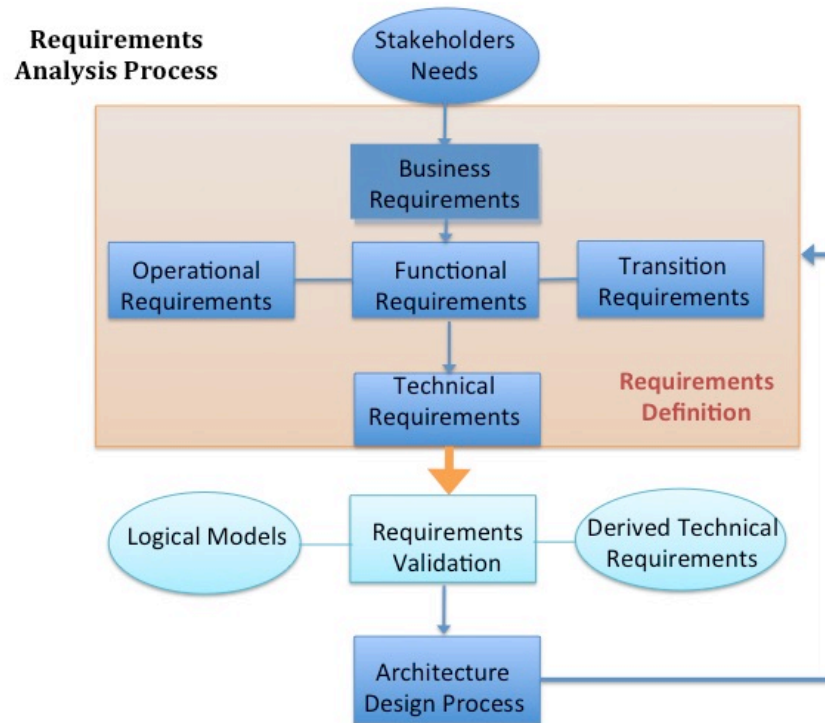 Requirements
Analysis Process
Stakeholders
Needs
Business
Requirements
Operational
Requirements
Functional
Requirements
Transition
Requirements
Technical
Requirements
Requirements
Definition
Logical Models
Requirements
Validation
Derived Technical
Requirements
Architecture
Design Process